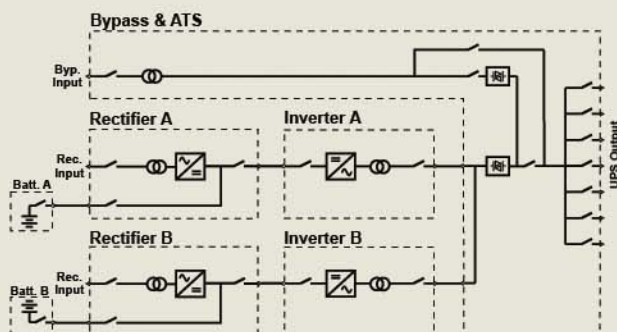 Bypass & ATS
Byp.
Input
Rectifier A
Inverter A
Rec.
Input
Batt. A
UPS Output
Rectifier B
Inverter B
Rec.
Input
Batt. B